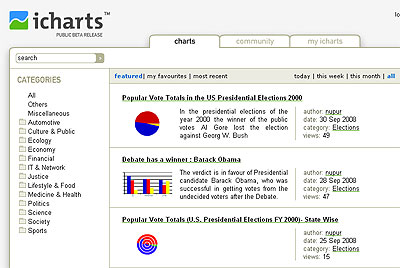 icharts™
PUBLIC BETA RELEASE
lo
charts
community
my icharts
search
CATEGORIES
All
Others
Miscellaneous
Automotive
Culture & Public
Ecology
Economy
Financial
IT & Network
Justice
Lifestyle & Food
Medicine & Health
Politics
Science
Society
Sports
featured| my favourites | most recent
today | this week | this month | all
Popular Vote Totals in the US Presidential Elections 2000
In the presidential elections of the
year 2000 the winner of the public
votes Al Gore lost the election
against Georg W. Bush
author: nupur
date: 30 Sep 2008
category: Elections
views: 49
Debate has a winner : Barack Obama
The verdict is in favour of Presidential
candidate Barack Obama, who was
successful in getting votes from the
undecided voters after the Debate.
author: nupur
date: 28 Sep 2008
category: Elections
views: 47
Popular Vote Totals (U.S. Presidential Elections FY 2000)- State Wise
author: nupur
date: 25 Sep 2008
category: Elections
views: 15